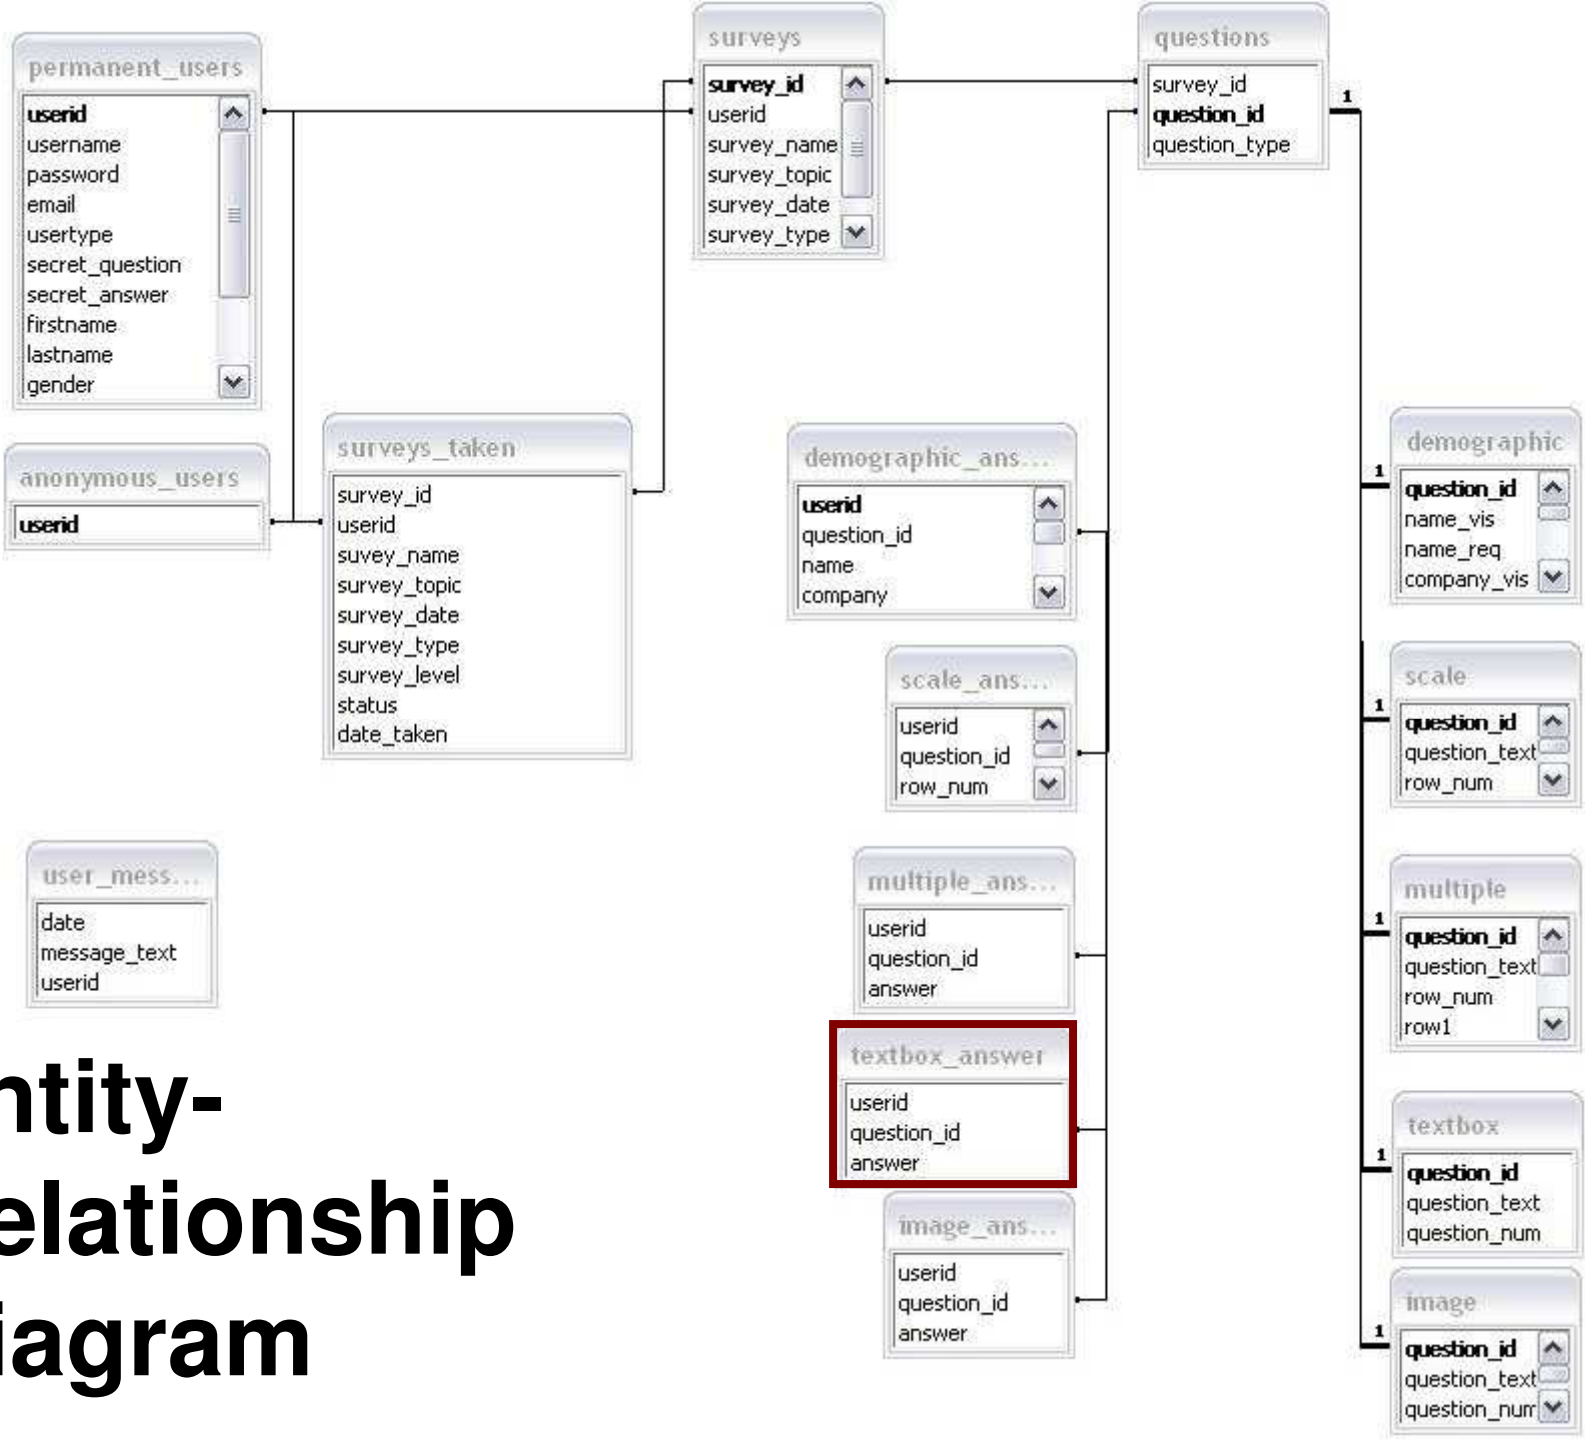 permanent_users
userid
username
password
email
usertype
secret_question
secret_answer
firstname
lastname
gender
surveys
survey_id
userid
survey_name
survey_topic
survey_date
survey_type
questions
survey_id
question_id
question_type
1
anonymous_users
userid
surveys_taken
survey_id
userid
suvey_name
survey_topic
survey_date
survey_type
survey_level
status
date_taken
demographic_ans...
userid
question_id
name
company
1
demographic
question_id
name_vis
name_req
company_vis
scale_ans...
userid
question_id
row_num
1
scale
question_id
question_text
row_num
user_mess...
date
message_text
userid
multiple_ans...
userid
question_id
answer
1
multiple
question_id
question_text
row_num
row1
textbox_answer
userid
question_id
answer
1
textbox
question_id
question_text
question_num
image_ans...
userid
question_id
answer
1
image
question_id
question_text
question_num
ntity-
elationship
iagram